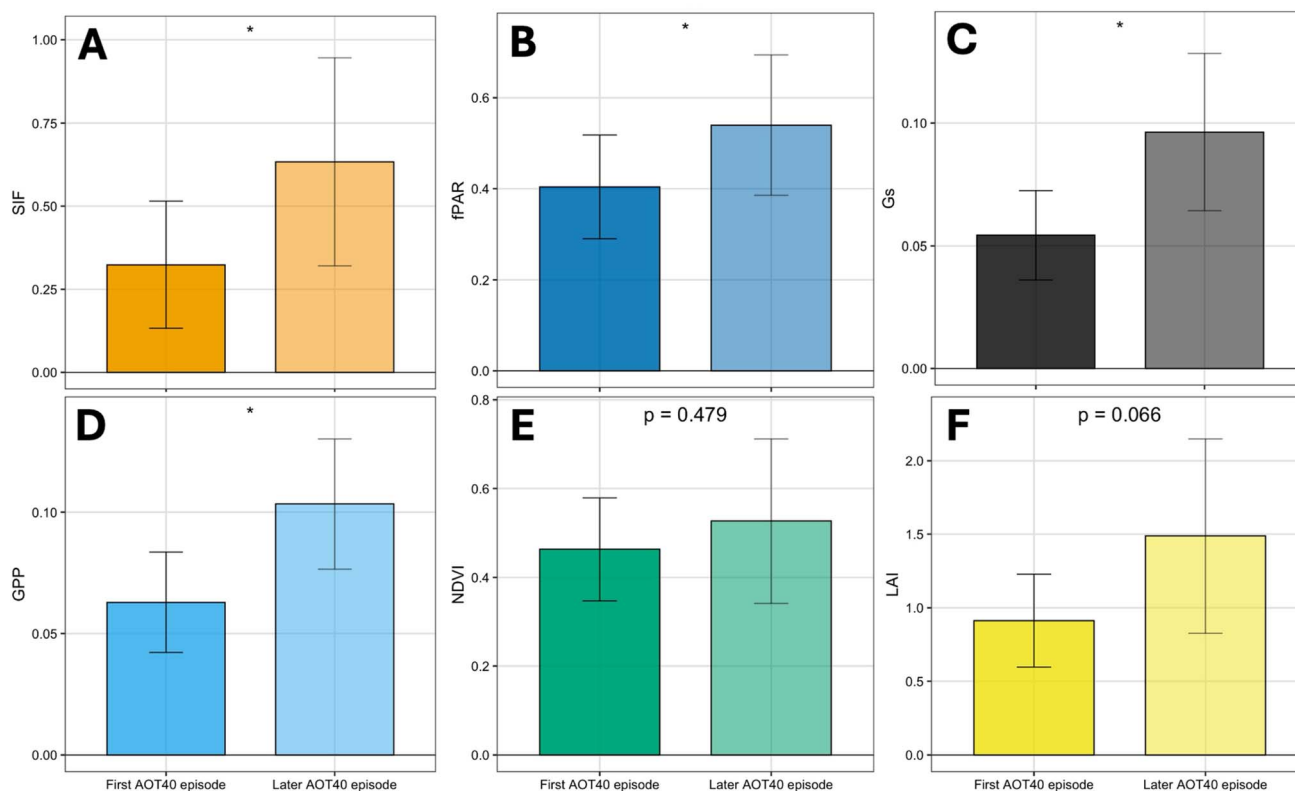 A
*
1.00
0.75
0.50
0.25
0.00
SIF
B
*
0.6
0.4
0.2
0.0
fPAR
C
*
0.10
0.05
0.00
Gs
D
*
0.10
0.05
0.00
GPP
First AOT40 episode Later AOT40 episode
E
p = 0.479
0.8
0.6
0.4
0.2
0.0
NDVI
First AOT40 episode Later AOT40 episode
F
p = 0.066
2.0
1.5
1.0
0.5
0.0
LAI
First AOT40 episode Later AOT40 episode